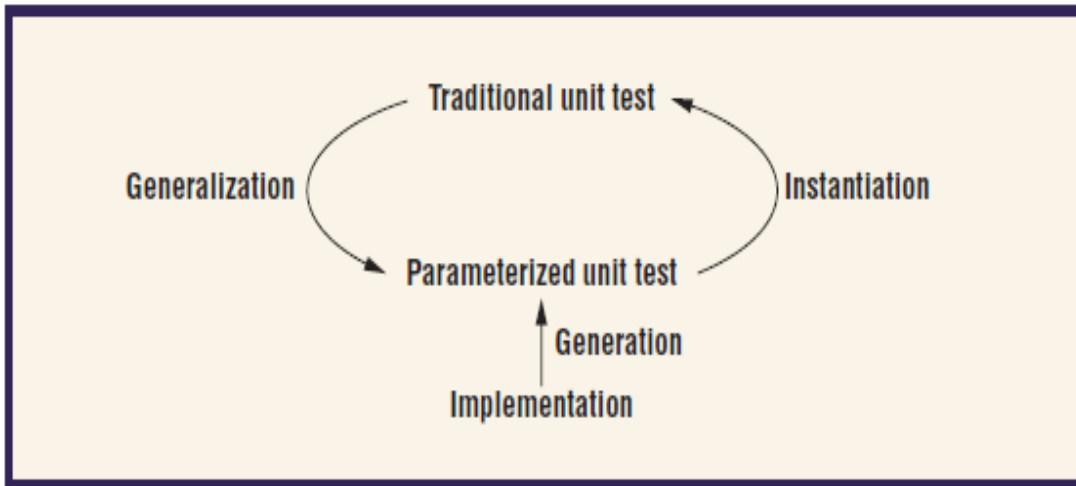 Traditional unit test
Generalization
Instantiation
Parameterized unit test
Generation
Implementation